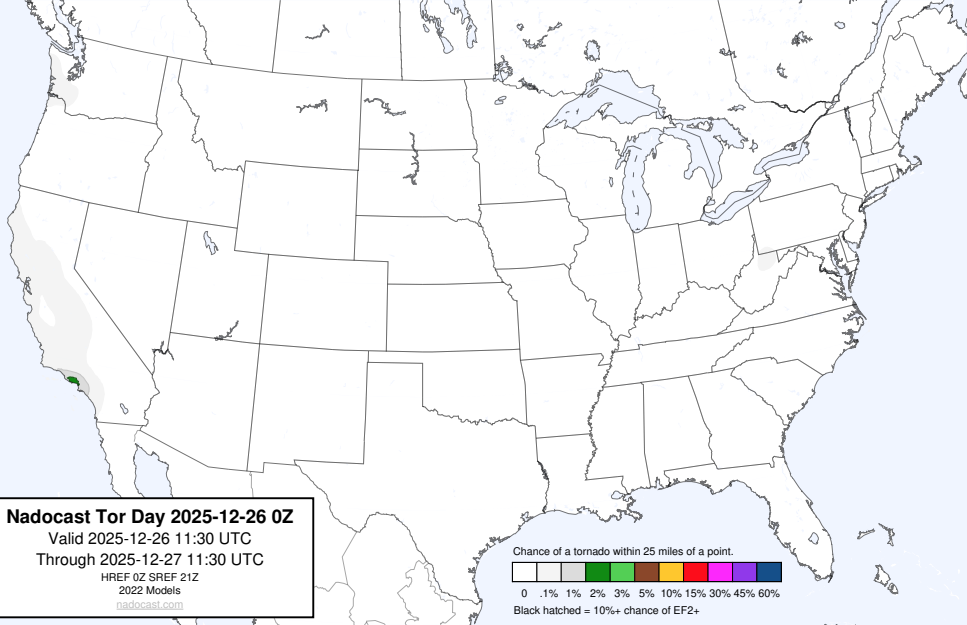 Nadocast Tor Day 2025-12-26 0Z
Valid 2025-12-26 11:30 UTC
Through 2025-12-27 11:30 UTC
HREF 0Z SREF 21Z
2022 Models
nadocast.com
Chance of a tornado within 25 miles of a point.
0 .1% 1% 2% 3% 5% 10% 15% 30% 45% 60%
Black hatched = 10%+ chance of EF2+